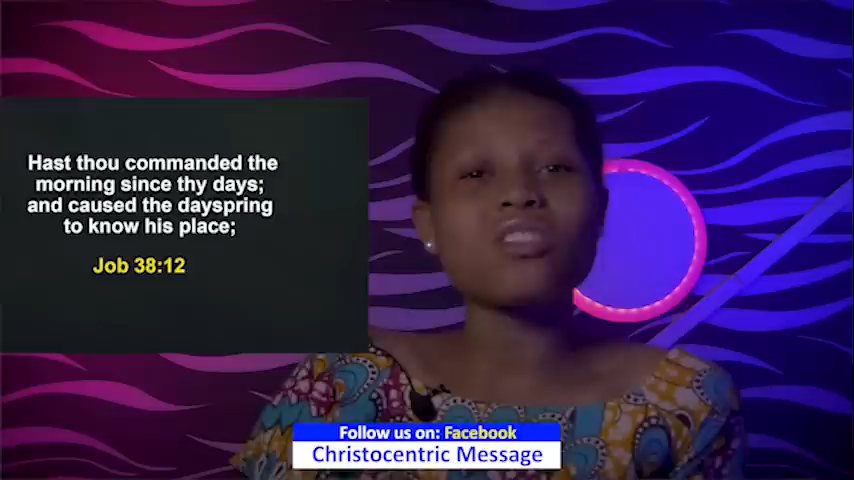 Hast thou commanded the
morning since thy days;
and caused the dayspring
to know his place;
Job 38:12
Follow us on: Facebook
Christocentric Message